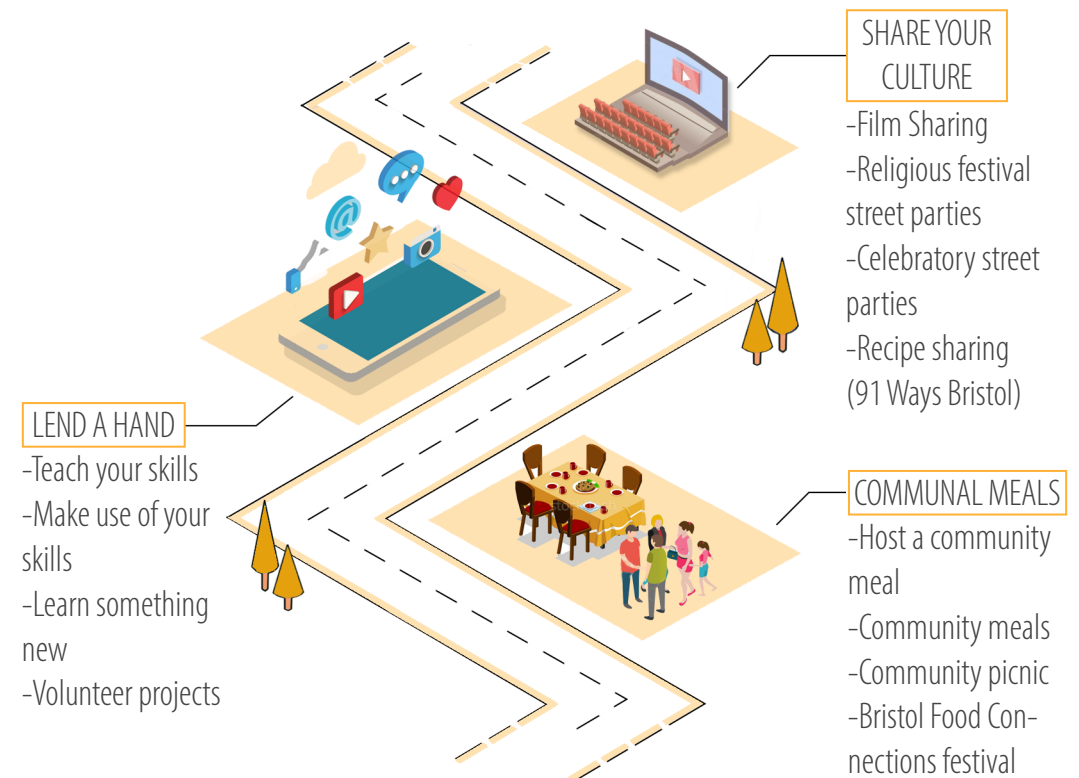 SHARE YOUR
CULTURE
-Film Sharing
-Religious festival
street parties
-Celebratory street
parties
-Recipe sharing
(91 Ways Bristol)
LEND A HAND
-Teach your skills
-Make use of your
skills
-Learn something
new
-Volunteer projects
COMMUNAL MEALS
-Host a community
meal
-Community meals
-Community picnic
-Bristol Food Con-
nections festival
@